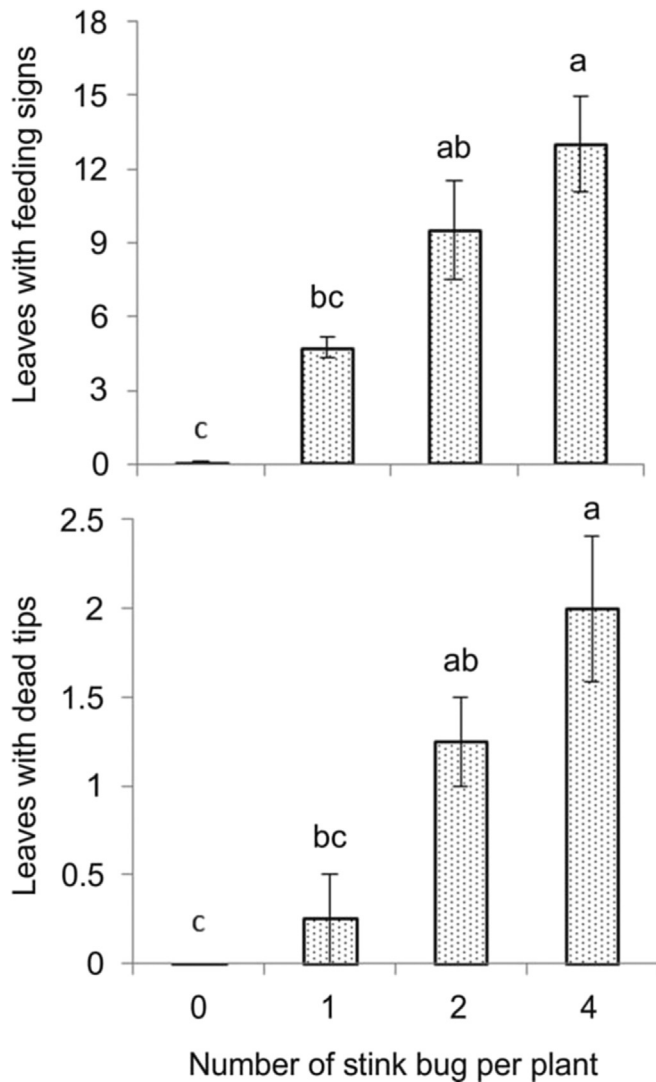 18
a
15
ab
12
Leaves with feeding signs
9
bc
6
3
c
0
2.5
a
2
ab
1.5
Leaves with dead tips
1
bc
0.5
c
0
0 1 2 4
Number of stink bug per plant